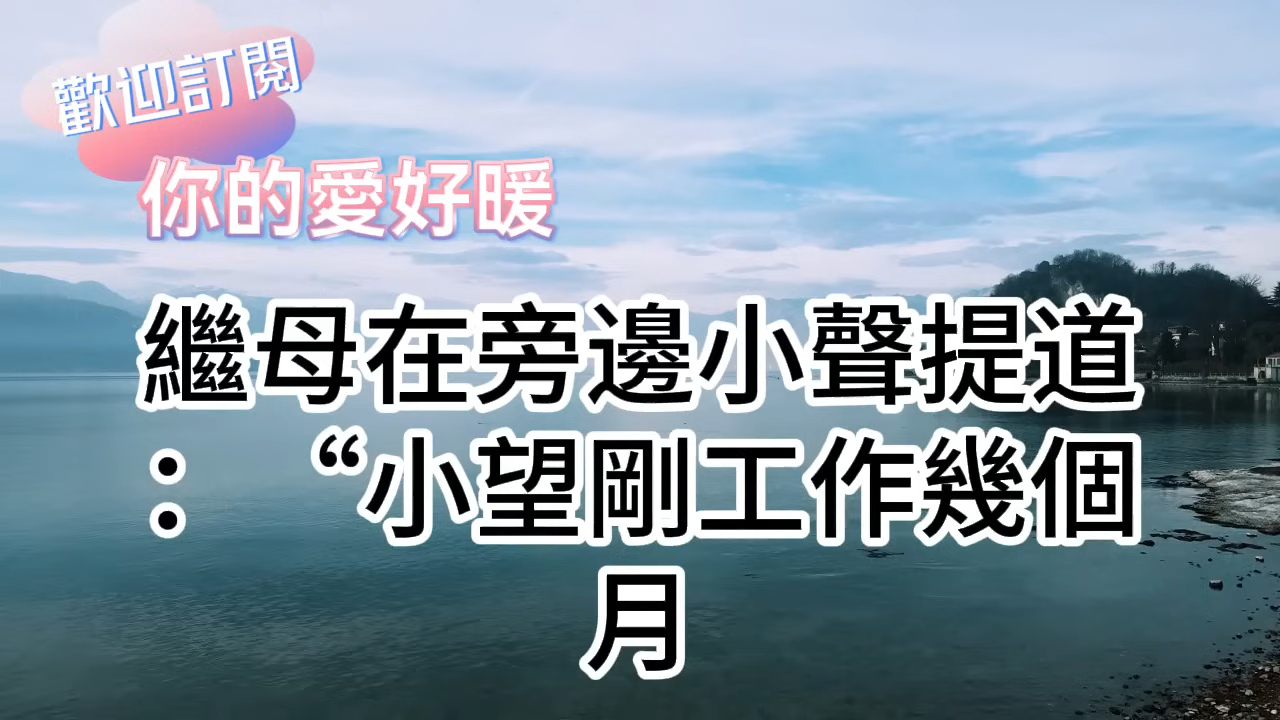 歡迎訂閱
你的愛好暖
繼母在旁邊小聲提道
：“小望剛工作幾個
月